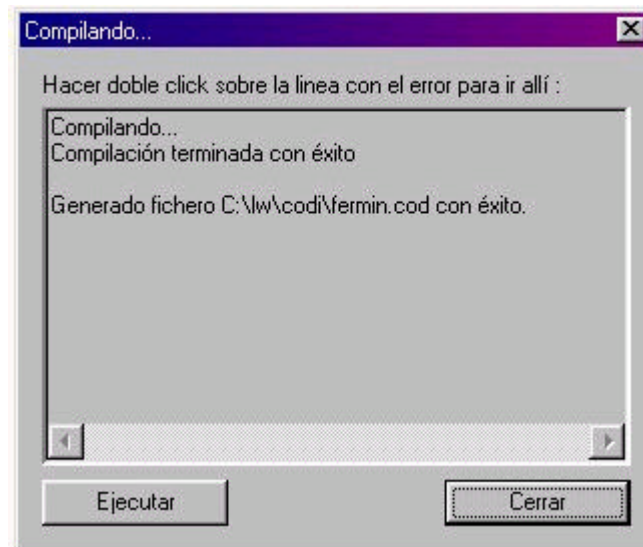 Compilando...
Hacer doble click sobre la linea con el error para ir allí :
Compilando...
Compilación terminada con éxito
Generado fichero C:\lw\codi\fermin.cod con éxito.
Ejecutar
Cerrar